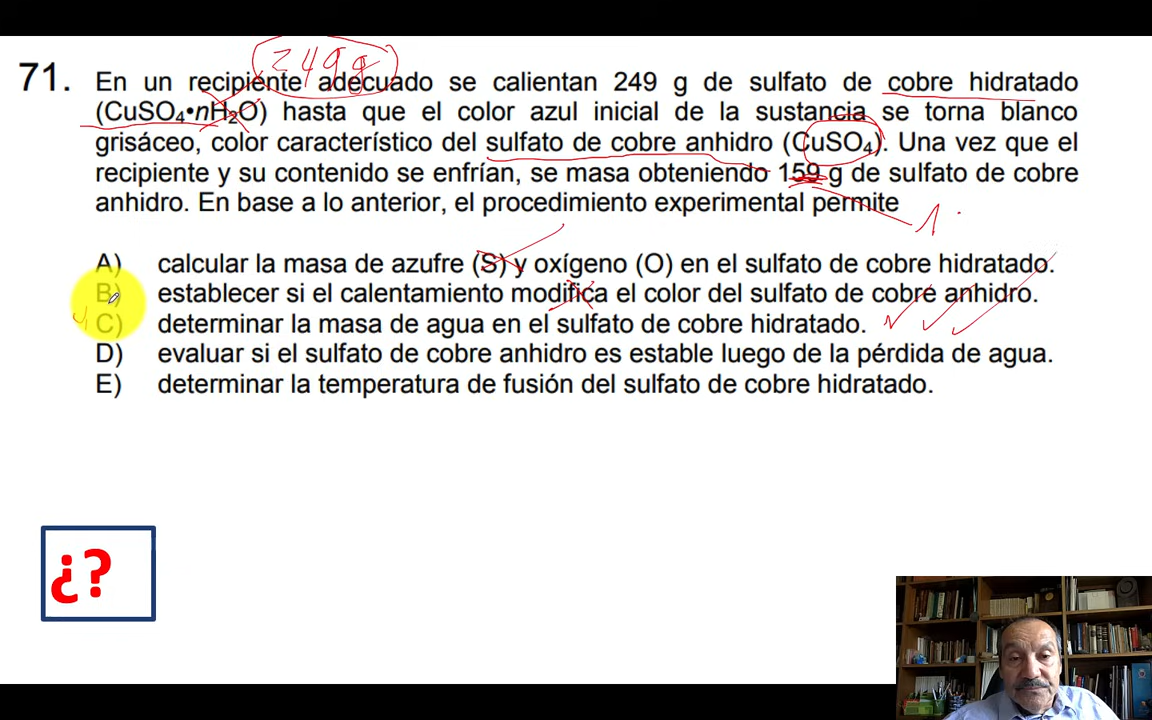 249g
71. En un recipiente adecuado se calientan 249 g de sulfato de cobre hidratado
(CuSO₄•nH₂O) hasta que el color azul inicial de la sustancia se torna blanco
grisáceo, color característico del sulfato de cobre anhidro (CuSO₄). Una vez que el
recipiente y su contenido se enfrían, se masa obteniendo 159 g de sulfato de cobre
anhidro. En base a lo anterior, el procedimiento experimental permite
A) calcular la masa de azufre (S) y oxígeno (O) en el sulfato de cobre hidratado.
B) establecer si el calentamiento modifica el color del sulfato de cobre anhidro.
C) determinar la masa de agua en el sulfato de cobre hidratado.
D) evaluar si el sulfato de cobre anhidro es estable luego de la pérdida de agua.
E) determinar la temperatura de fusión del sulfato de cobre hidratado.
¿?